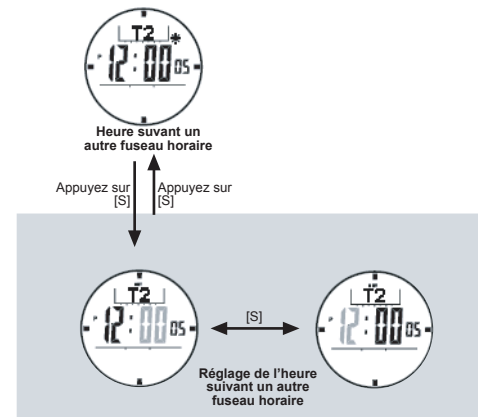 T2
P 12:00 05
Heure suvant un
autre fuseau horaire
Appuyez sur
[S]
Appuyez sur
[S]
T2
P 12:00 05
[S]
T2
P 12:00 05
Réglage de l'heure
suivant un autre
fuseau horaire